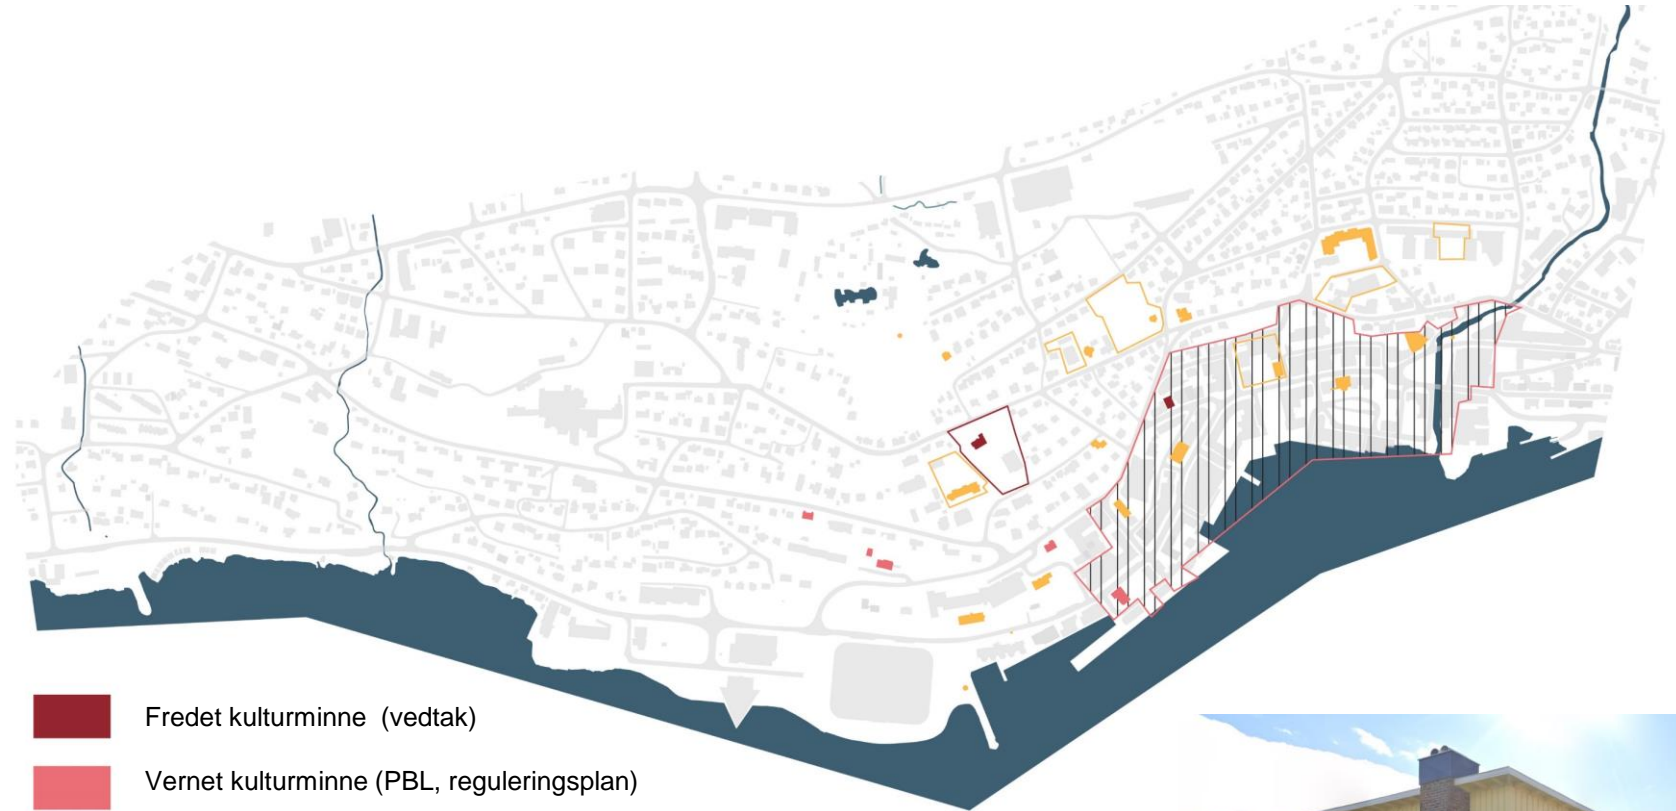 Fredet kulturminne (vedtak)
Vernet kulturminne (PBL, reguleringsplan)